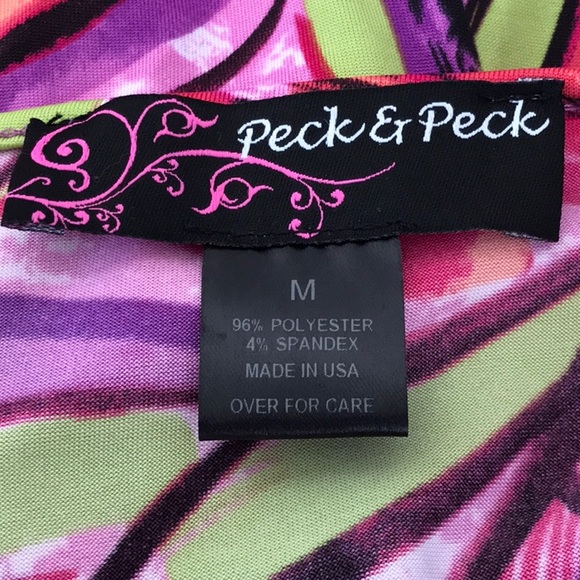 Peck & Peck
M
96% POLYESTER
4% SPANDEX
MADE IN USA
OVER FOR CARE